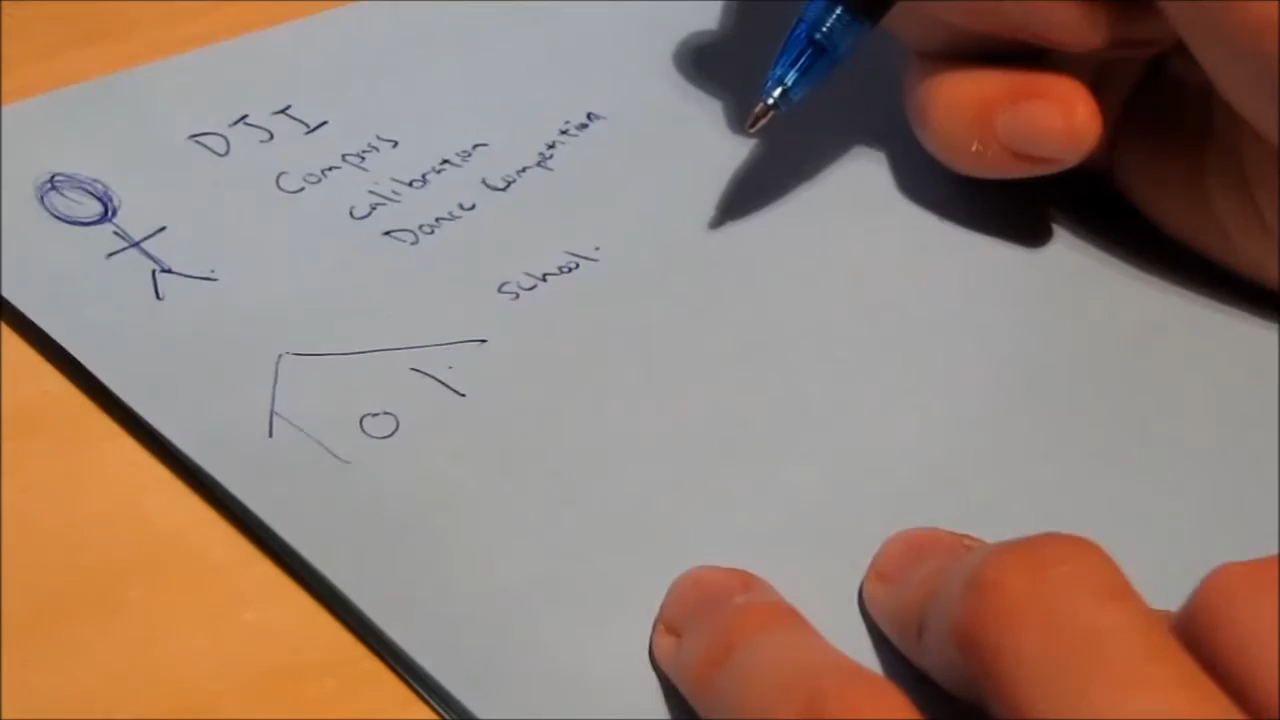 DJI
Compass
Calibration
Dance Competition
School.